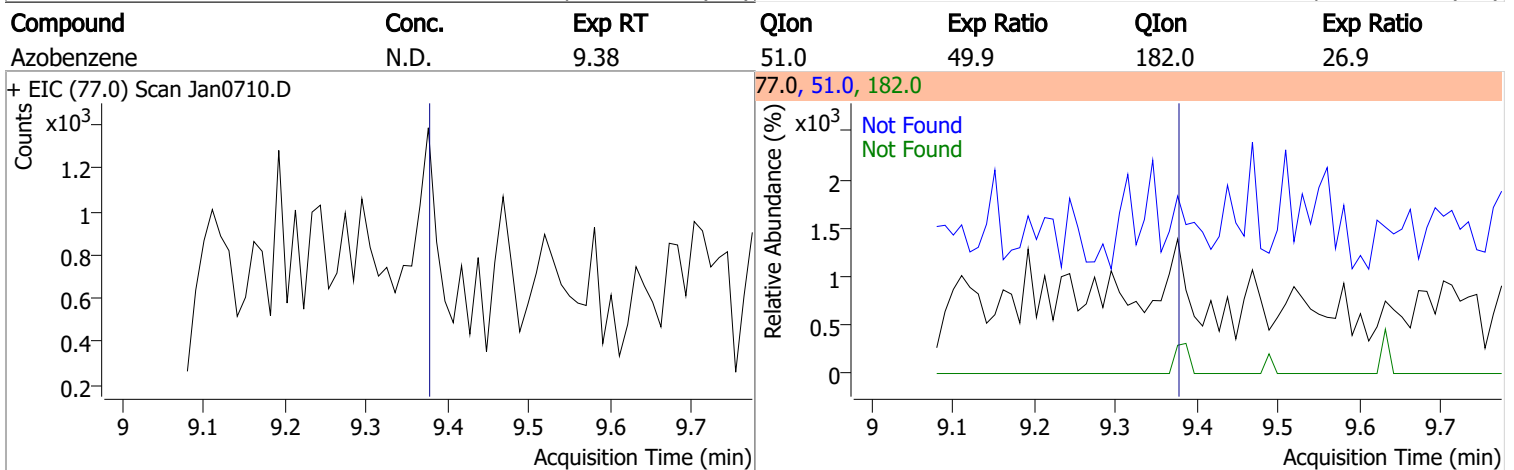 Compound Conc. Exp RT QIon Exp Ratio QIon Exp Ratio
Azobenzene N.D. 9.38 51.0 49.9 182.0 26.9
+ EIC (77.0) Scan Jan0710.D
Counts
x10³
1.2
1
0.8
0.6
0.4
0.2
9 9.1 9.2 9.3 9.4 9.5 9.6 9.7
Acquisition Time (min)
77.0, 51.0, 182.0
Relative Abundance (%)
x10³
Not Found
Not Found
2
1.5
1
0.5
0
9 9.1 9.2 9.3 9.4 9.5 9.6 9.7
Acquisition Time (min)